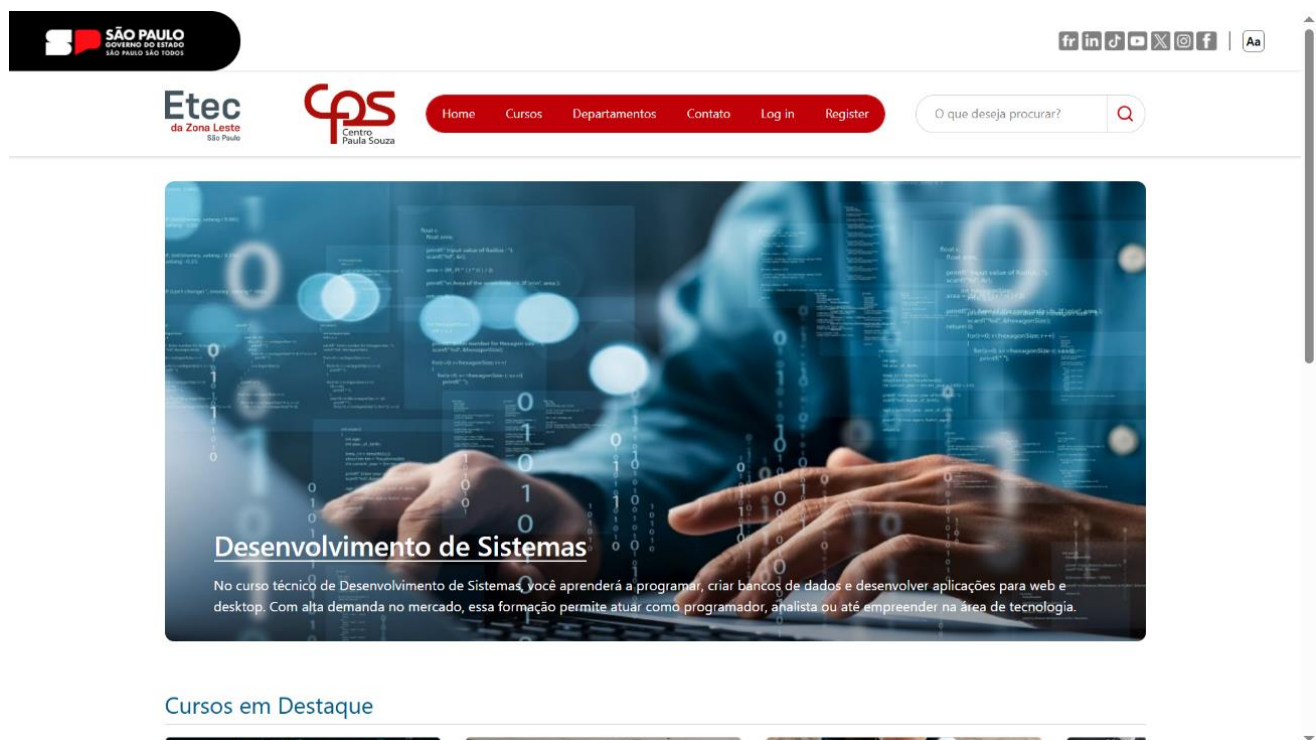 SÃO PAULO
GOVERNO DO ESTADO
SÃO PAULO SÃO TODOS
Aa
Etec
da Zona Leste
São Paulo
CPS
Centro
Paula Souza
Home Cursos Departamentos Contato Log in Register
O que deseja procurar?
Desenvolvimento de Sistemas
No curso técnico de Desenvolvimento de Sistemas, você aprenderá a programar, criar bancos de dados e desenvolver aplicações para web e
desktop. Com alta demanda no mercado, essa formação permite atuar como programador, analista ou até empreender na área de tecnologia.
Cursos em Destaque